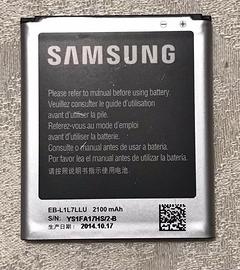 SAMSUNG
Please refer to manual before using battery.
Veuillez consulter le guide d'utilisation
avant d'utiliser la pile.
Referez-vous au mode d'emploi
avant d'utiliser la batterie.
Consulte o manual antes de usar a bateria.
Por favor lea el manual antes de utilizar la batería.
请按照说明书指示使用电池。
EB-L1L7LLU 2100 mAh
S/N: YS1FA17HS/2-B
生产日期: 2014.10.17